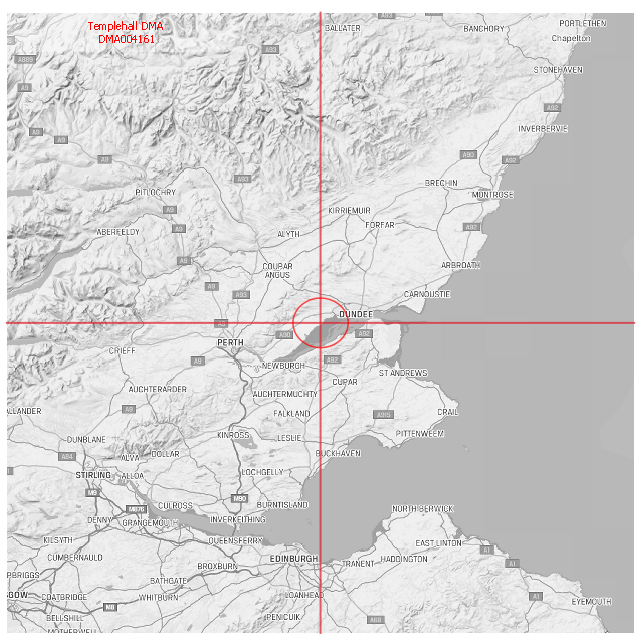 Templehall DMA
DMA004161
BALLATER
A93
BANCHORY
PORTLETHEN
Chapelton
A889
A93
STONEHAVEN
A9
A92
A9
A9
INVERBERVIE
A9
A90
A92
A93
BRECHIN
MONTROSE
PITLOCHRY
A9
KIRRIEMUIR
FORFAR
A92
ABERFELDY
A9
ALYTH
A9
COUPAR
ANGUS
ARBROATH
A9
A93
CARNOUSTIE
DUNDEE
A90
A92
PERTH
CRIEFF
A9
A92
NEWBURGH
ST ANDREWS
AUCHTERARDER
CUPAR
AUCHTERMUCHTY
A9
FALKLAND
A915
CRAIL
ALLANDER
KINROSS
LESLIE
PITTENWEEM
DUNBLANE
A84
ALVA
DOLLAR
BUCKHAVEN
STIRLING
ALLOA
LOCHGELLY
M9
M90
CULROSS
BURNTISLAND
M876
DENNY
GRANGEMOUTH
INVERKEITHING
NORTH BERWICK
KILSYTH
QUEENSFERRY
EAST LINTON
A1
CUMBERNAULD
EDINBURGH
HADDINGTON
A1
BROXBURN
TRANENT
PBRIGGS
BATHGATE
GOW
COATBRIDGE
WHITBURN
LOANHEAD
A1
EYEMOUTH
M8
BELLSHILL
PENICUIK
A68
MOTHERWELL